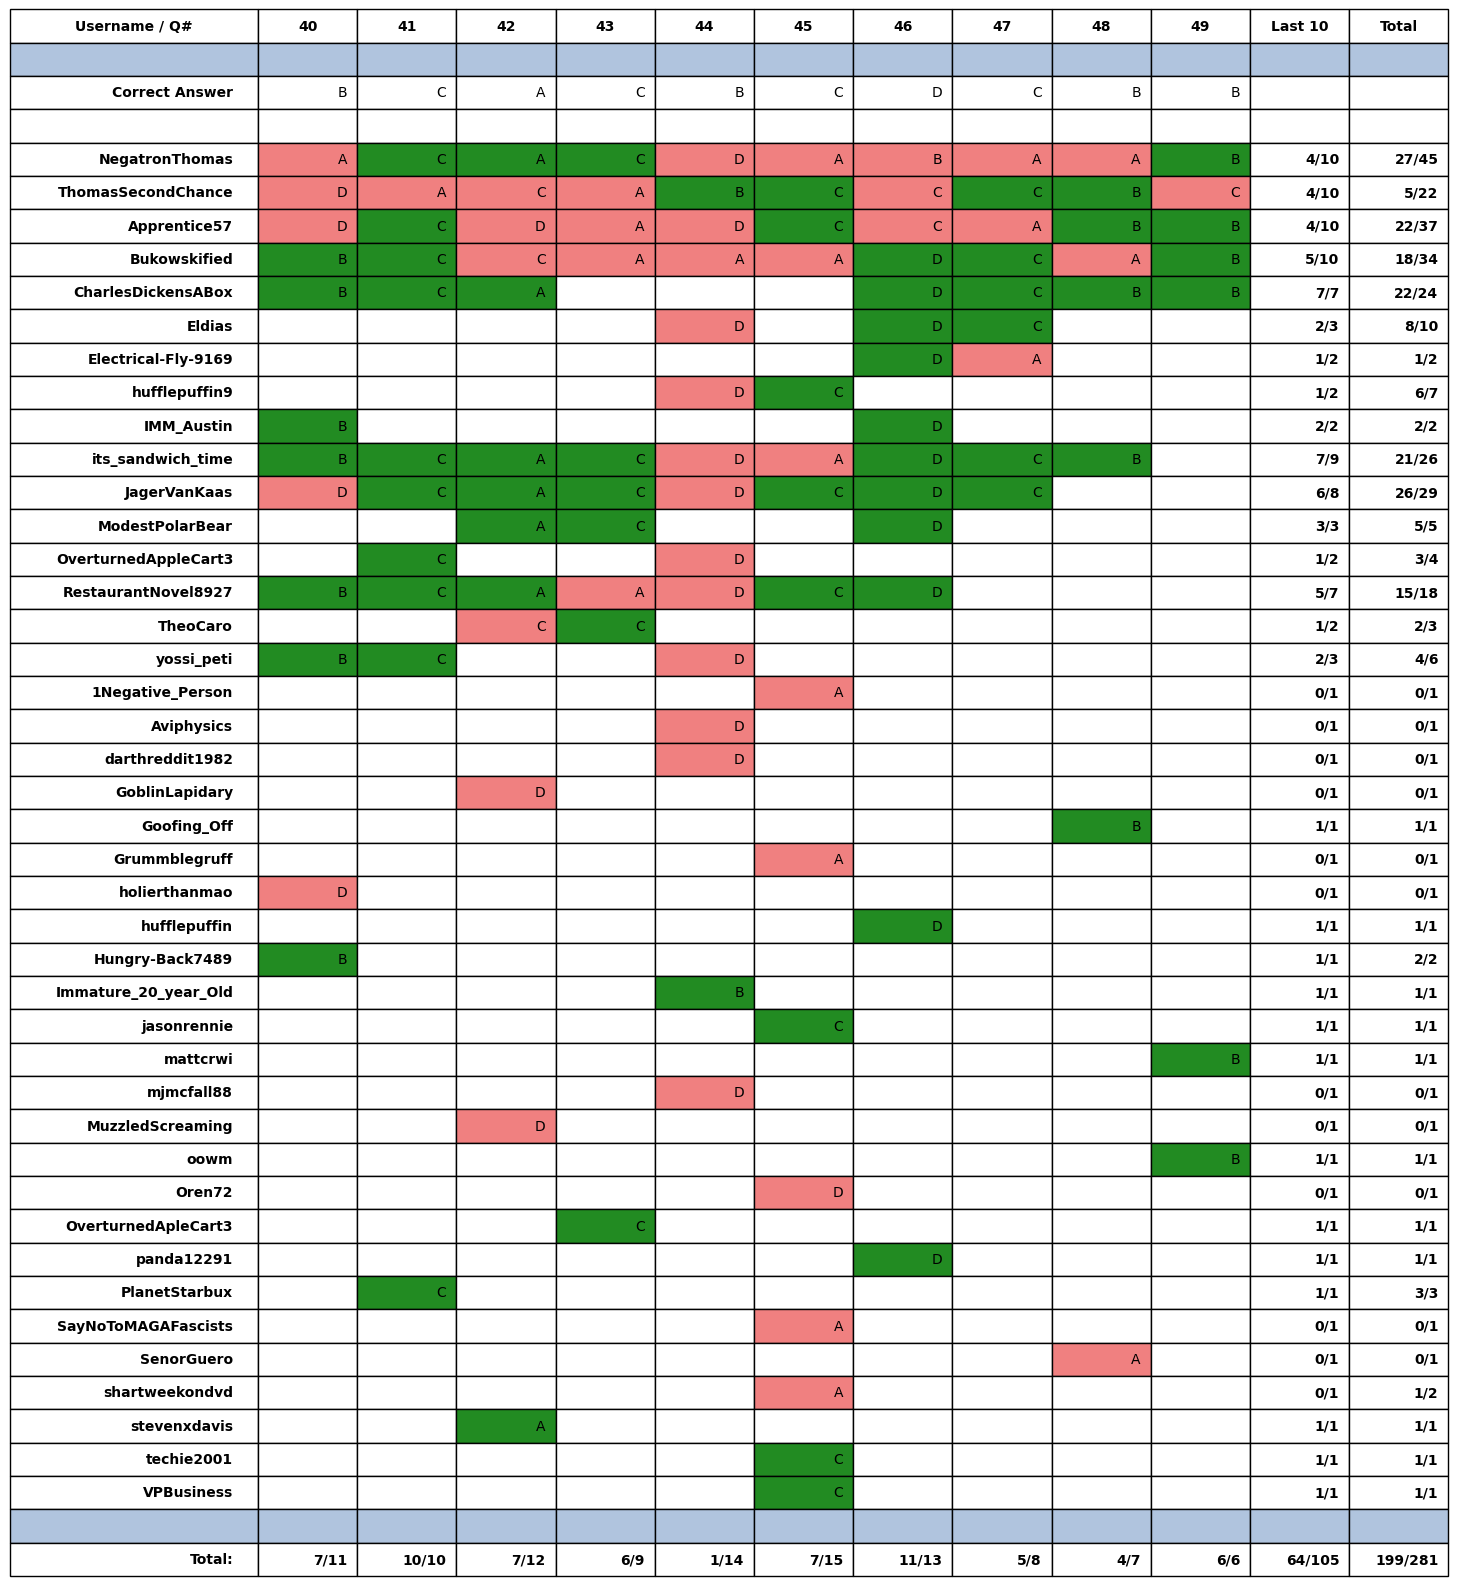 Username / Q# 40 41 42 43 44 45 46 47 48 49 Last 10 Total
Correct Answer B C A C B C D C B B
NegatronThomas A C A C D A B A A B 4/10 27/45
ThomasSecondChance D A C A B C C C B C 4/10 5/22
Apprentice57 D C D A D C C A B B 4/10 22/37
Bukowskified B C C A A A D C A B 5/10 18/34
CharlesDickensABox B C A D C B B 7/7 22/24
Eldias D D C 2/3 8/10
Electrical-Fly-9169 D A 1/2 1/2
hufflepuffin9 D C 1/2 6/7
IMM_Austin B D 2/2 2/2
its_sandwich_time B C A C D A D C B 7/9 21/26
JagerVanKaas D C A C D C D C 6/8 26/29
ModestPolarBear A C D 3/3 5/5
OverturnedAppleCart3 C D 1/2 3/4
RestaurantNovel8927 B C A A D C D 5/7 15/18
TheoCaro C C 1/2 2/3
yossi_peti B C D 2/3 4/6
1Negative_Person A 0/1 0/1
Aviphysics D 0/1 0/1
darthreddit1982 D 0/1 0/1
GoblinLapidary D 0/1 0/1
Goofing_Off B 1/1 1/1
Grummblegruff A 0/1 0/1
holierthanmao D 0/1 0/1
hufflepuffin D 1/1 1/1
Hungry-Back7489 B 1/1 2/2
Immature_20_year_Old B 1/1 1/1
jasonrennie C 1/1 1/1
mattcrwi B 1/1 1/1
mjmcfall88 D 0/1 0/1
MuzzledScreaming D 0/1 0/1
oowm B 1/1 1/1
Oren72 D 0/1 0/1
OverturnedApleCart3 C 1/1 1/1
panda12291 D 1/1 1/1
PlanetStarbux C 1/1 3/3
SayNoToMAGAFascists A 0/1 0/1
SenorGuero A 0/1 0/1
shartweekondvd A 0/1 1/2
stevenxdavis A 1/1 1/1
techie2001 C 1/1 1/1
VPBusiness C 1/1 1/1
Total: 7/11 10/10 7/12 6/9 1/14 7/15 11/13 5/8 4/7 6/6 64/105 199/281